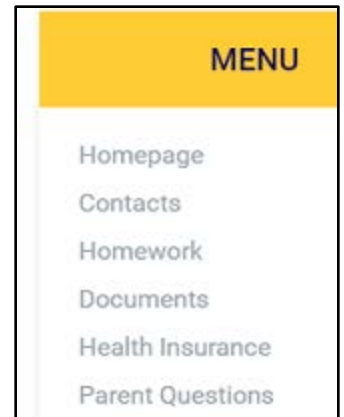 MENU
Homepage
Contacts
Homework
Documents
Health Insurance
Parent Questions